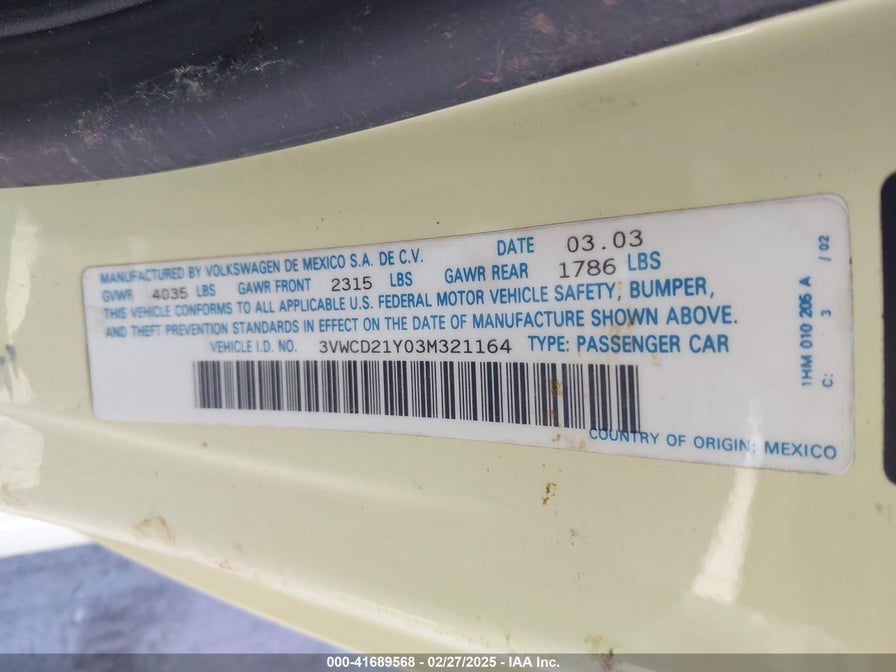 MANUFACTURED BY VOLKSWAGEN DE MEXICO S.A. DE C.V. DATE 03.03
GVWR 4035 LBS GAWR FRONT 2315 LBS GAWR REAR 1786 LBS
THIS VEHICLE CONFORMS TO ALL APPLICABLE U.S. FEDERAL MOTOR VEHICLE SAFETY, BUMPER,
AND THEFT PREVENTION STANDARDS IN EFFECT ON THE DATE OF MANUFACTURE SHOWN ABOVE.
VEHICLE I.D. NO. 3VWCD21Y03M321164 TYPE: PASSENGER CAR
COUNTRY OF ORIGIN: MEXICO
1HM 010 205 A / 02
C: 3
000-41689568 - 02/27/2025 - IAA Inc.